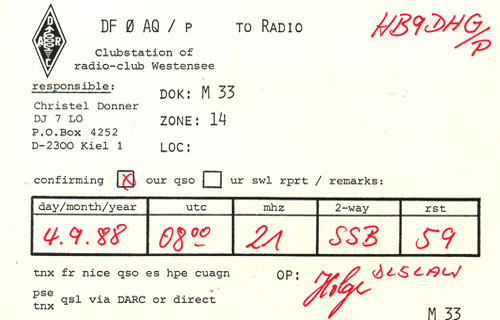 DARC
DF Ø AQ / P TO RADIO HB9DHG/P
Clubstation of
radio-club Westensee
responsible:
Christel Donner
DJ 7 LO
P.O.Box 4252
D-2300 Kiel 1
DOK: M 33
ZONE: 14
LOC:
confirming X our qso ur swl rprt / remarks:
day/month/year utc mhz 2-way rst
4.9.88 08⁰⁰ 21 SSB 59
tnx fr nice qso es hpe cuagn OP: Holge DL5LAW
pse
tnx qsl via DARC or direct
M 33